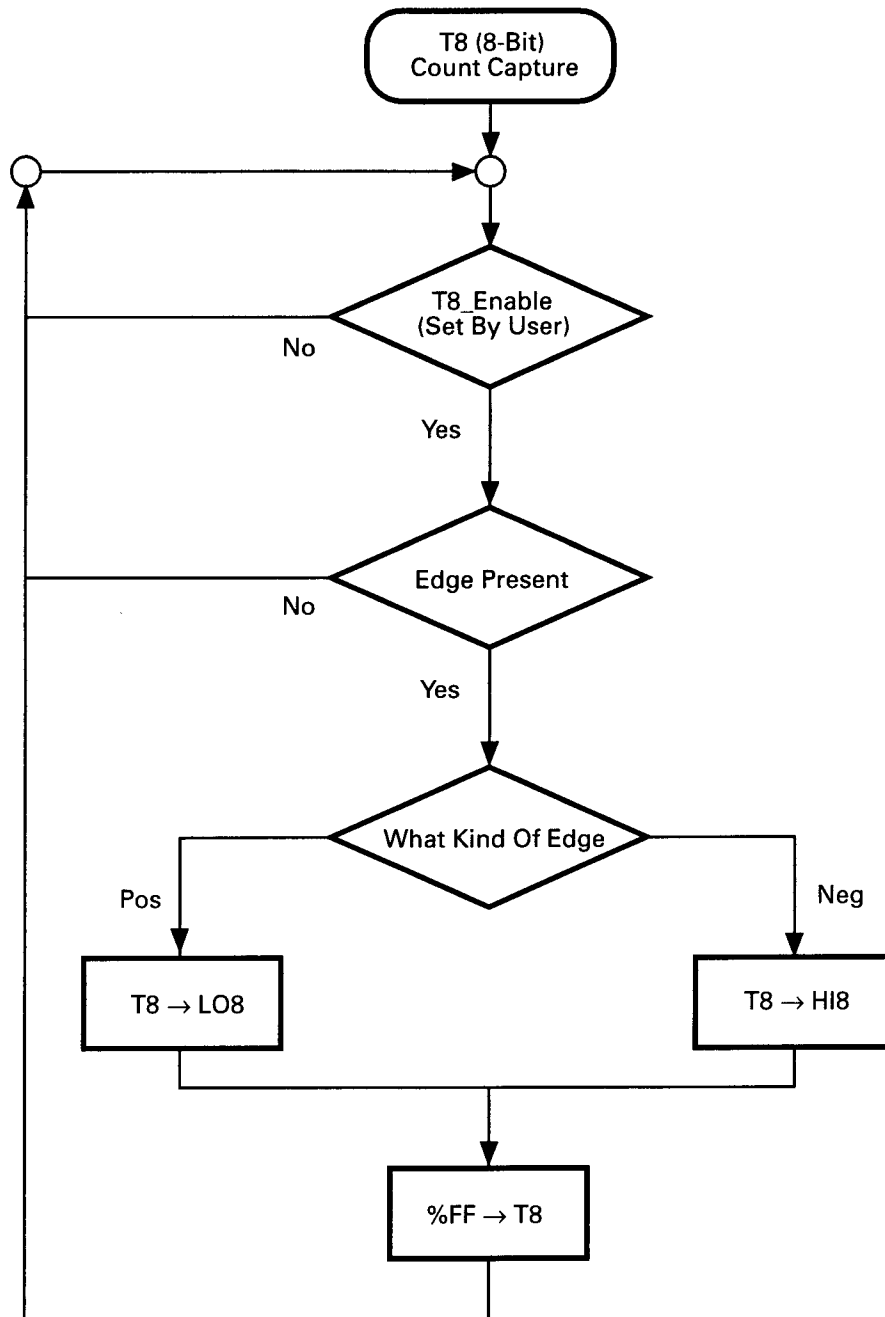 T8 (8-Bit)
Count Capture
T8_Enable
(Set By User)
No
Yes
Edge Present
No
Yes
What Kind Of Edge
Pos
Neg
T8 → LO8
T8 → HI8
%FF → T8